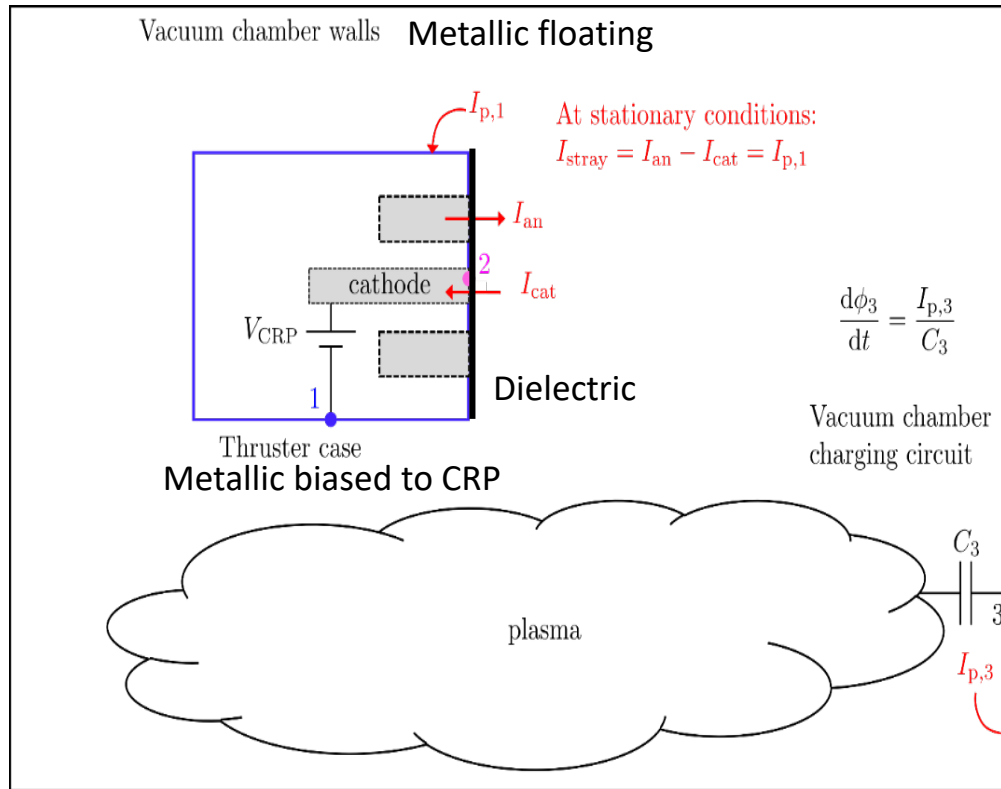 Vacuum chamber walls Metallic floating
I_p,1
At stationary conditions:
I_stray = I_an − I_cat = I_p,1
I_an
2
cathode
I_cat
V_CRP
dϕ_3/dt = I_p,3/C_3
Dielectric
1
Thruster case
Vacuum chamber
charging circuit
Metallic biased to CRP
C_3
plasma
3
I_p,3